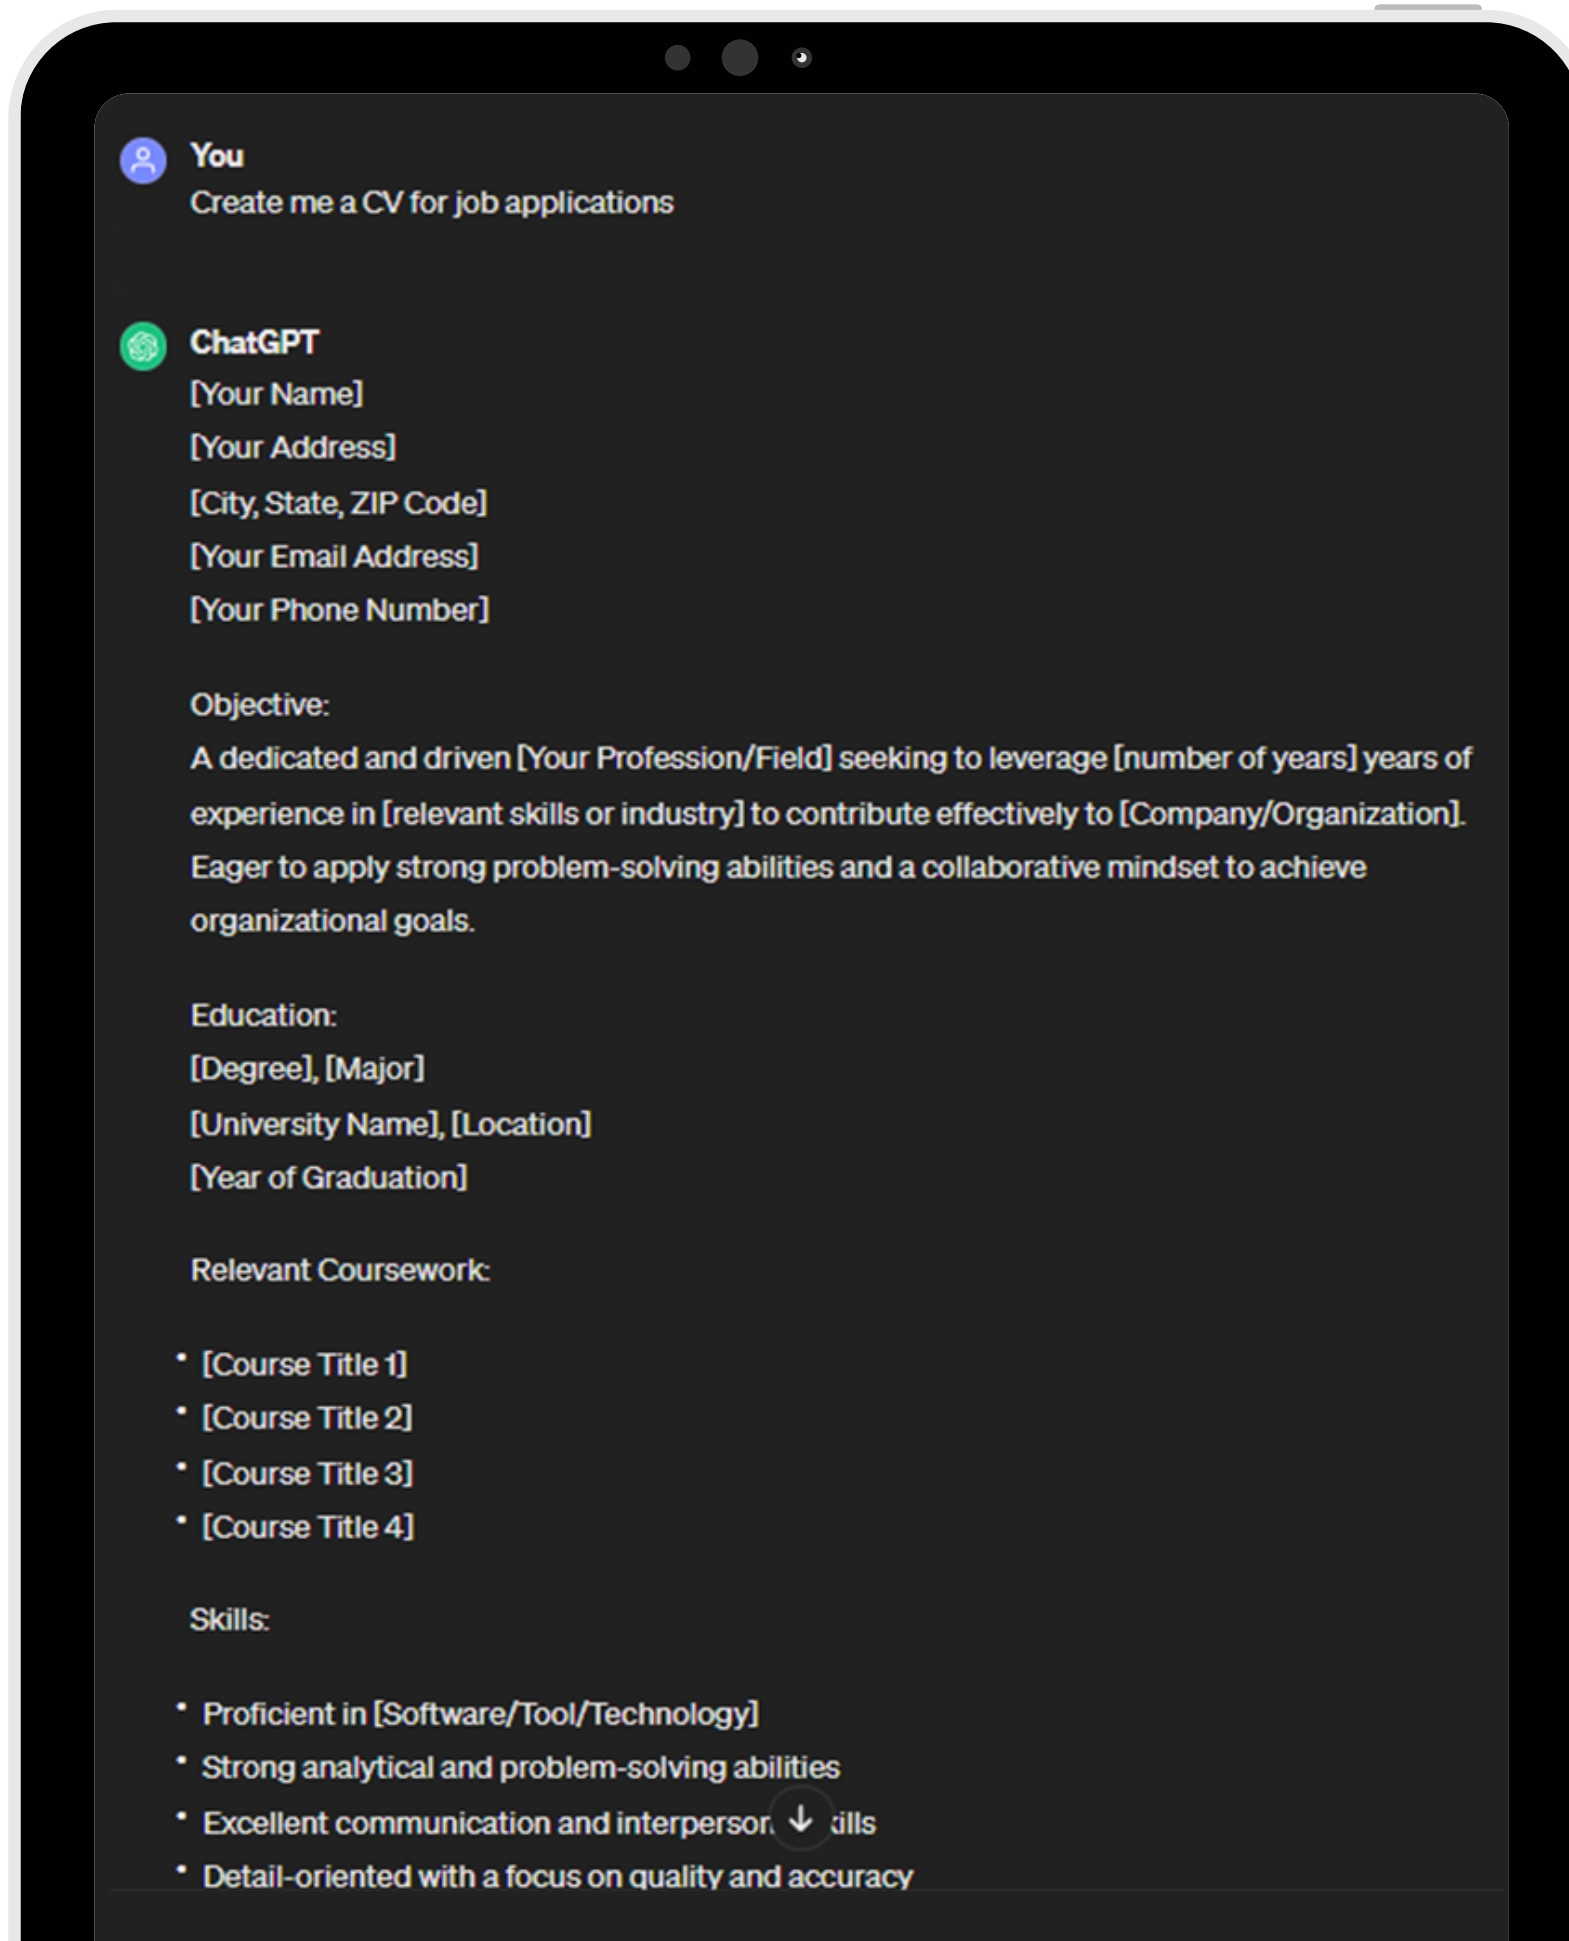 You
Create me a CV for job applications
ChatGPT
[Your Name]
[Your Address]
[City, State, ZIP Code]
[Your Email Address]
[Your Phone Number]
Objective:
A dedicated and driven [Your Profession/Field] seeking to leverage [number of years] years of
experience in [relevant skills or industry] to contribute effectively to [Company/Organization].
Eager to apply strong problem-solving abilities and a collaborative mindset to achieve
organizational goals.
Education:
[Degree], [Major]
[University Name], [Location]
[Year of Graduation]
Relevant Coursework:
• [Course Title 1]
• [Course Title 2]
• [Course Title 3]
• [Course Title 4]
Skills:
• Proficient in [Software/Tool/Technology]
• Strong analytical and problem-solving abilities
• Excellent communication and
• Detail-oriented with a focus on quality and accuracy